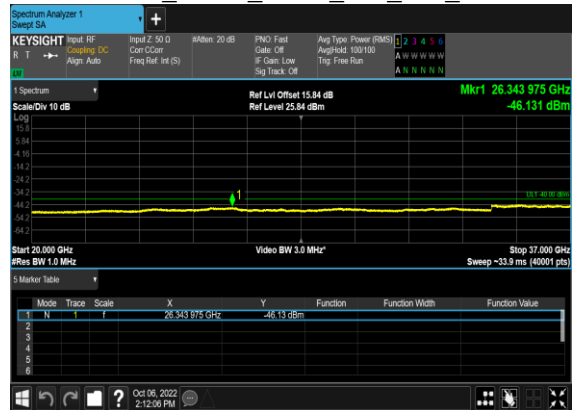 Spectrum Analyzer 1
Swept SA
+
KEYSIGHT Input: RF Input Z: 50 Ω #Atten: 20 dB PNO: Fast Avg Type: Power (RMS) 1 2 3 4 5 6
R T Coupling: DC Corr CCorr Gate: Off Avg|Hold: 100/100 A W W W W W
Align: Auto Freq Ref: Int (S) IF Gain: Low Trig: Free Run
Sig Track: Off A N N N N N
1 Spectrum Ref Lvl Offset 15.84 dB Mkr1 26.343 975 GHz
Scale/Div 10 dB Ref Level 25.84 dBm -46.131 dBm
Log
15.8
5.84
-4.16
-14.2
-24.2
-34.2
1
DL1 -40.00 dBm
-44.2
-54.2
-64.2
Start 20.000 GHz Video BW 3.0 MHz* Stop 37.000 GHz
#Res BW 1.0 MHz Sweep ~33.9 ms (40001 pts)
5 Marker Table
Mode Trace Scale X Y Function Function Width Function Value
1 N 1 f 26.343 975 GHz -46.13 dBm
2
3
4
5
6
? Oct 06, 2022
2:12:06 PM